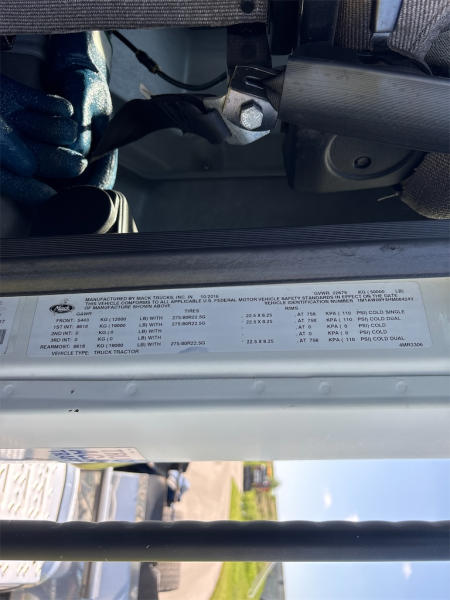 MANUFACTURED BY MACK TRUCKS, INC. IN 10/2015 GVWR 22679 KG ( 50000 LB)
THIS VEHICLE CONFORMS TO ALL APPLICABLE U.S. FEDERAL MOTOR VEHICLE SAFETY STANDARDS IN EFFECT ON THE DATE
OF MANUFACTURE SHOWN ABOVE. VEHICLE IDENTIFICATION NUMBER
Mack
GAWR TIRES RIMS
FRONT: 5443 KG ( 12000 LB) WITH 275/80R22.5G - 22.5 X 8.25 , AT 758 KPA ( 110 PSI) COLD SINGLE
1ST INT: 8618 KG ( 19000 LB) WITH 275/80R22.5G - 22.5 X 8.25 , AT 758 KPA ( 110 PSI) COLD DUAL
2ND INT: 0 KG ( 0 LB) WITH - , AT 0 KPA ( 0 PSI) COLD
3RD INT: 0 KG ( 0 LB) WITH - , AT 0 KPA ( 0 PSI) COLD
REARMOST: 8618 KG ( 19000 LB) WITH 275/80R22.5G - 22.5 X 8.25 , AT 758 KPA ( 110 PSI) COLD DUAL
VEHICLE TYPE: TRUCK TRACTOR 4MR3306